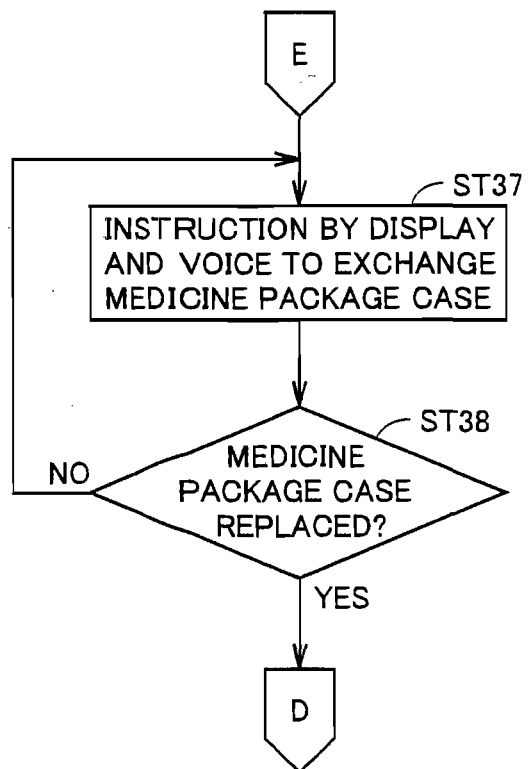 E
ST37
INSTRUCTION BY DISPLAY
AND VOICE TO EXCHANGE
MEDICINE PACKAGE CASE
ST38
MEDICINE
PACKAGE CASE
REPLACED?
NO
YES
D